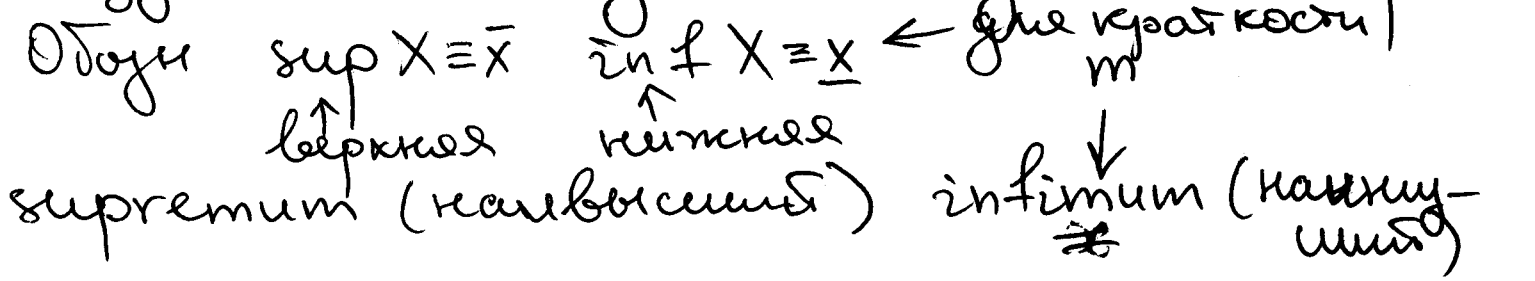 Обозн sup X ≡ x̄ inf X ≡ x̲ ← для краткости
m
верхняя нижняя
supremum (наивысший) infimum (наинизший)